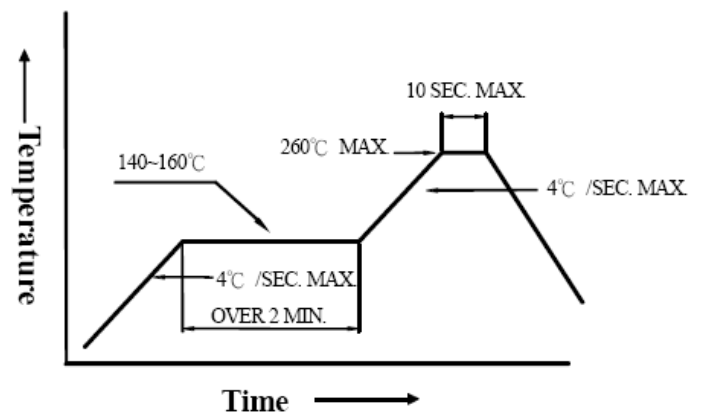 10 SEC. MAX.
260℃ MAX.
140~160℃
4℃ /SEC. MAX.
4℃ /SEC. MAX.
OVER 2 MIN.
Temperature
Time